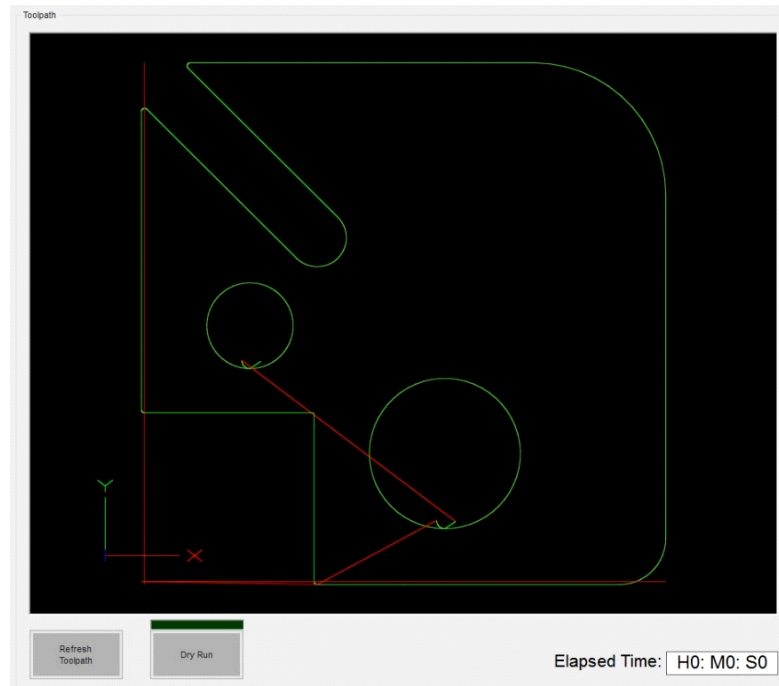 Toolpath
Y
X
Refresh
Toolpath
Dry Run
Elapsed Time: H0: M0: S0